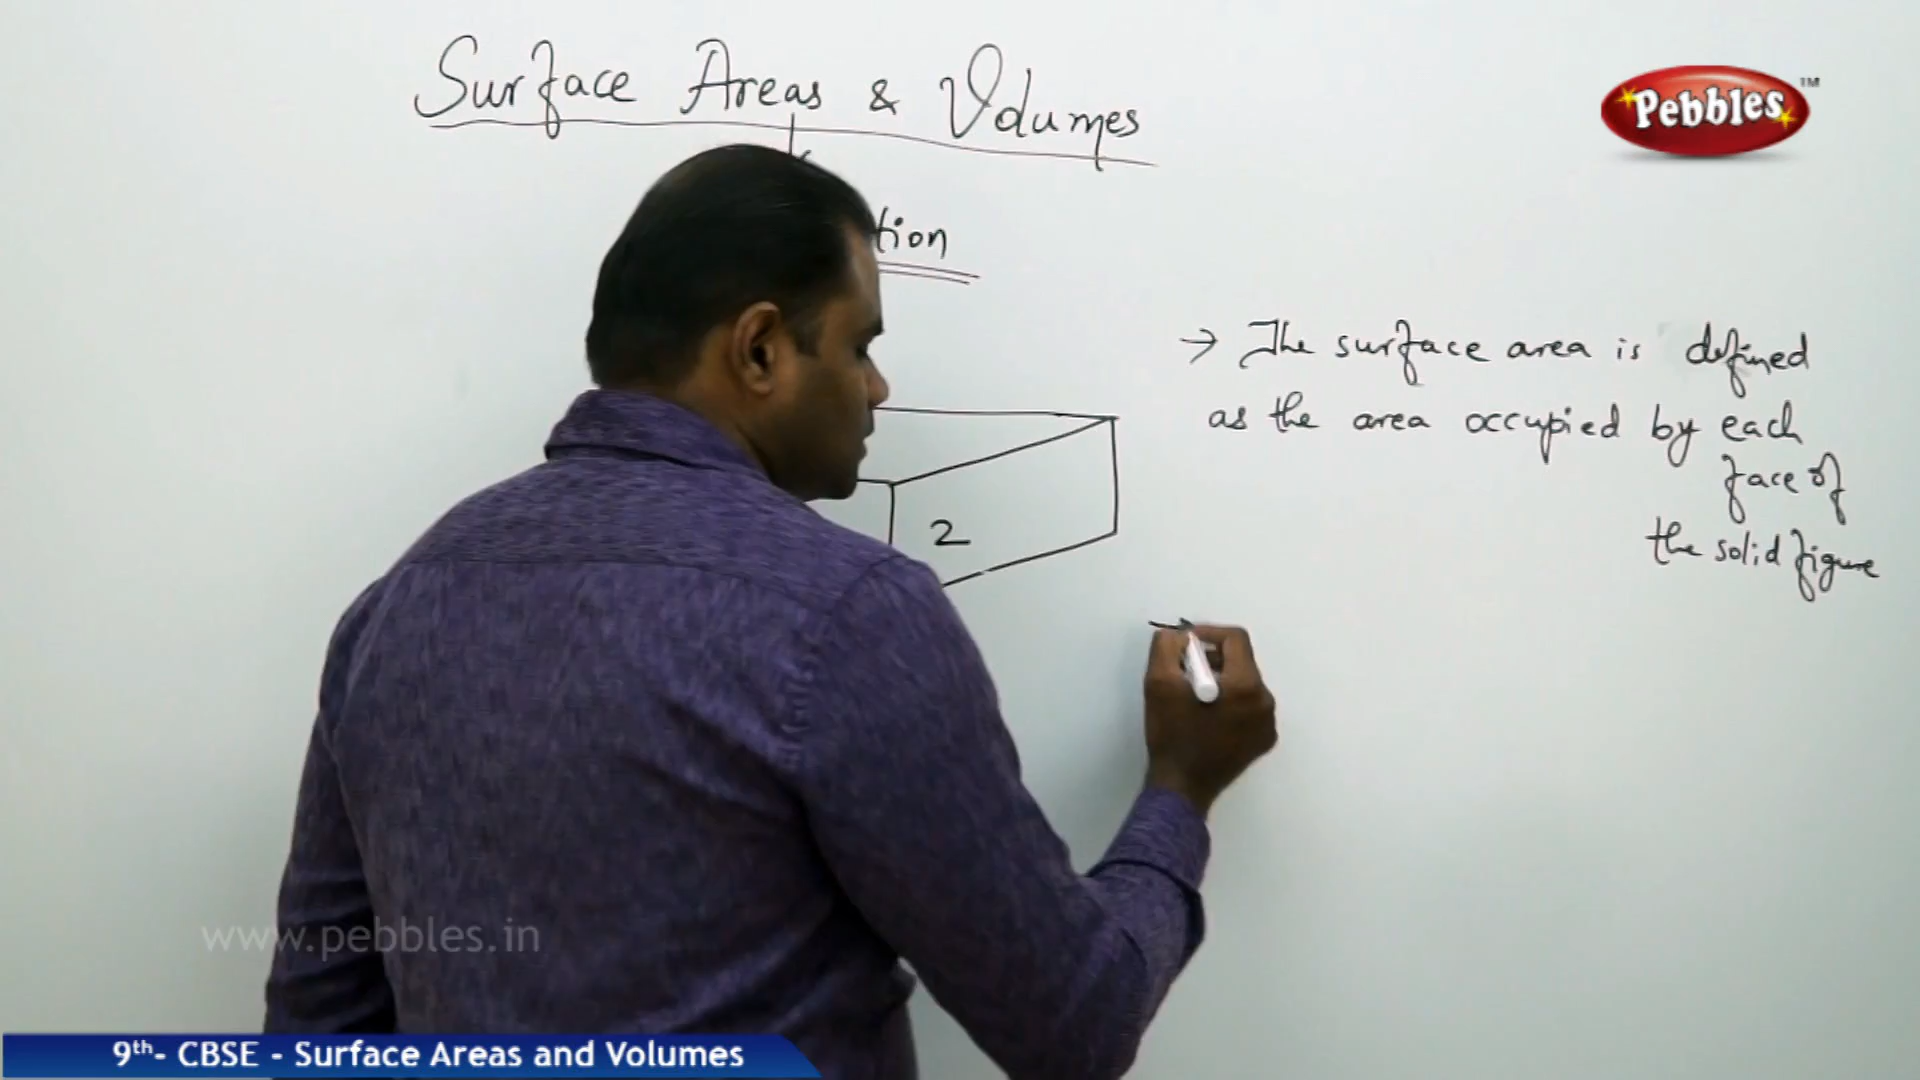 Surface Areas & Volumes
Pebbles™
tion
→ The surface area is defined
as the area occupied by each
face of
the solid figure
2
www.pebbles.in
9th- CBSE - Surface Areas and Volumes